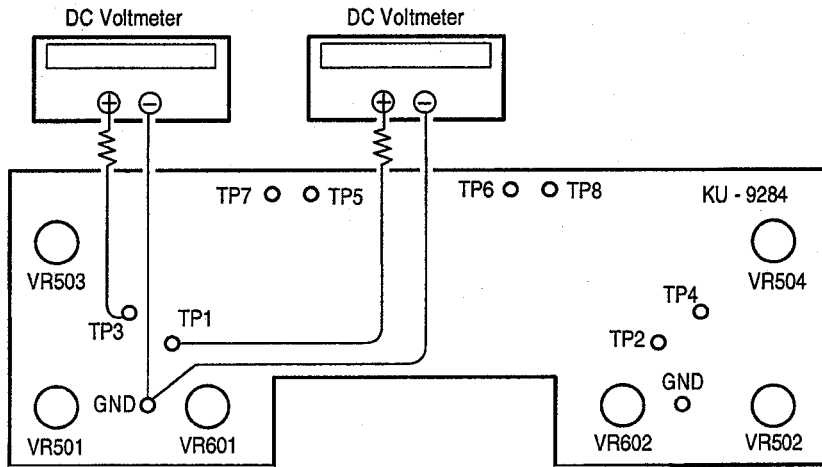 DC Voltmeter DC Voltmeter
+ − + −
TP7 TP5 TP6 TP8 KU - 9284
VR503 VR504
TP3 TP1 TP4
TP2
GND GND
VR501 VR601 VR602 VR502